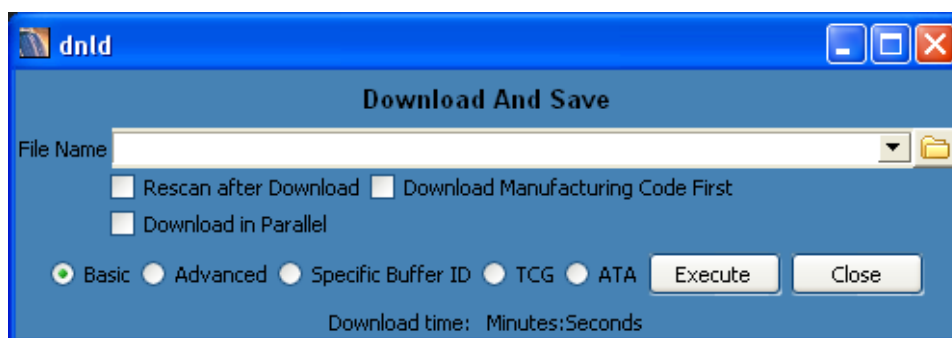 dnld
Download And Save
File Name
Rescan after Download Download Manufacturing Code First
Download in Parallel
Basic Advanced Specific Buffer ID TCG ATA Execute Close
Download time: Minutes:Seconds